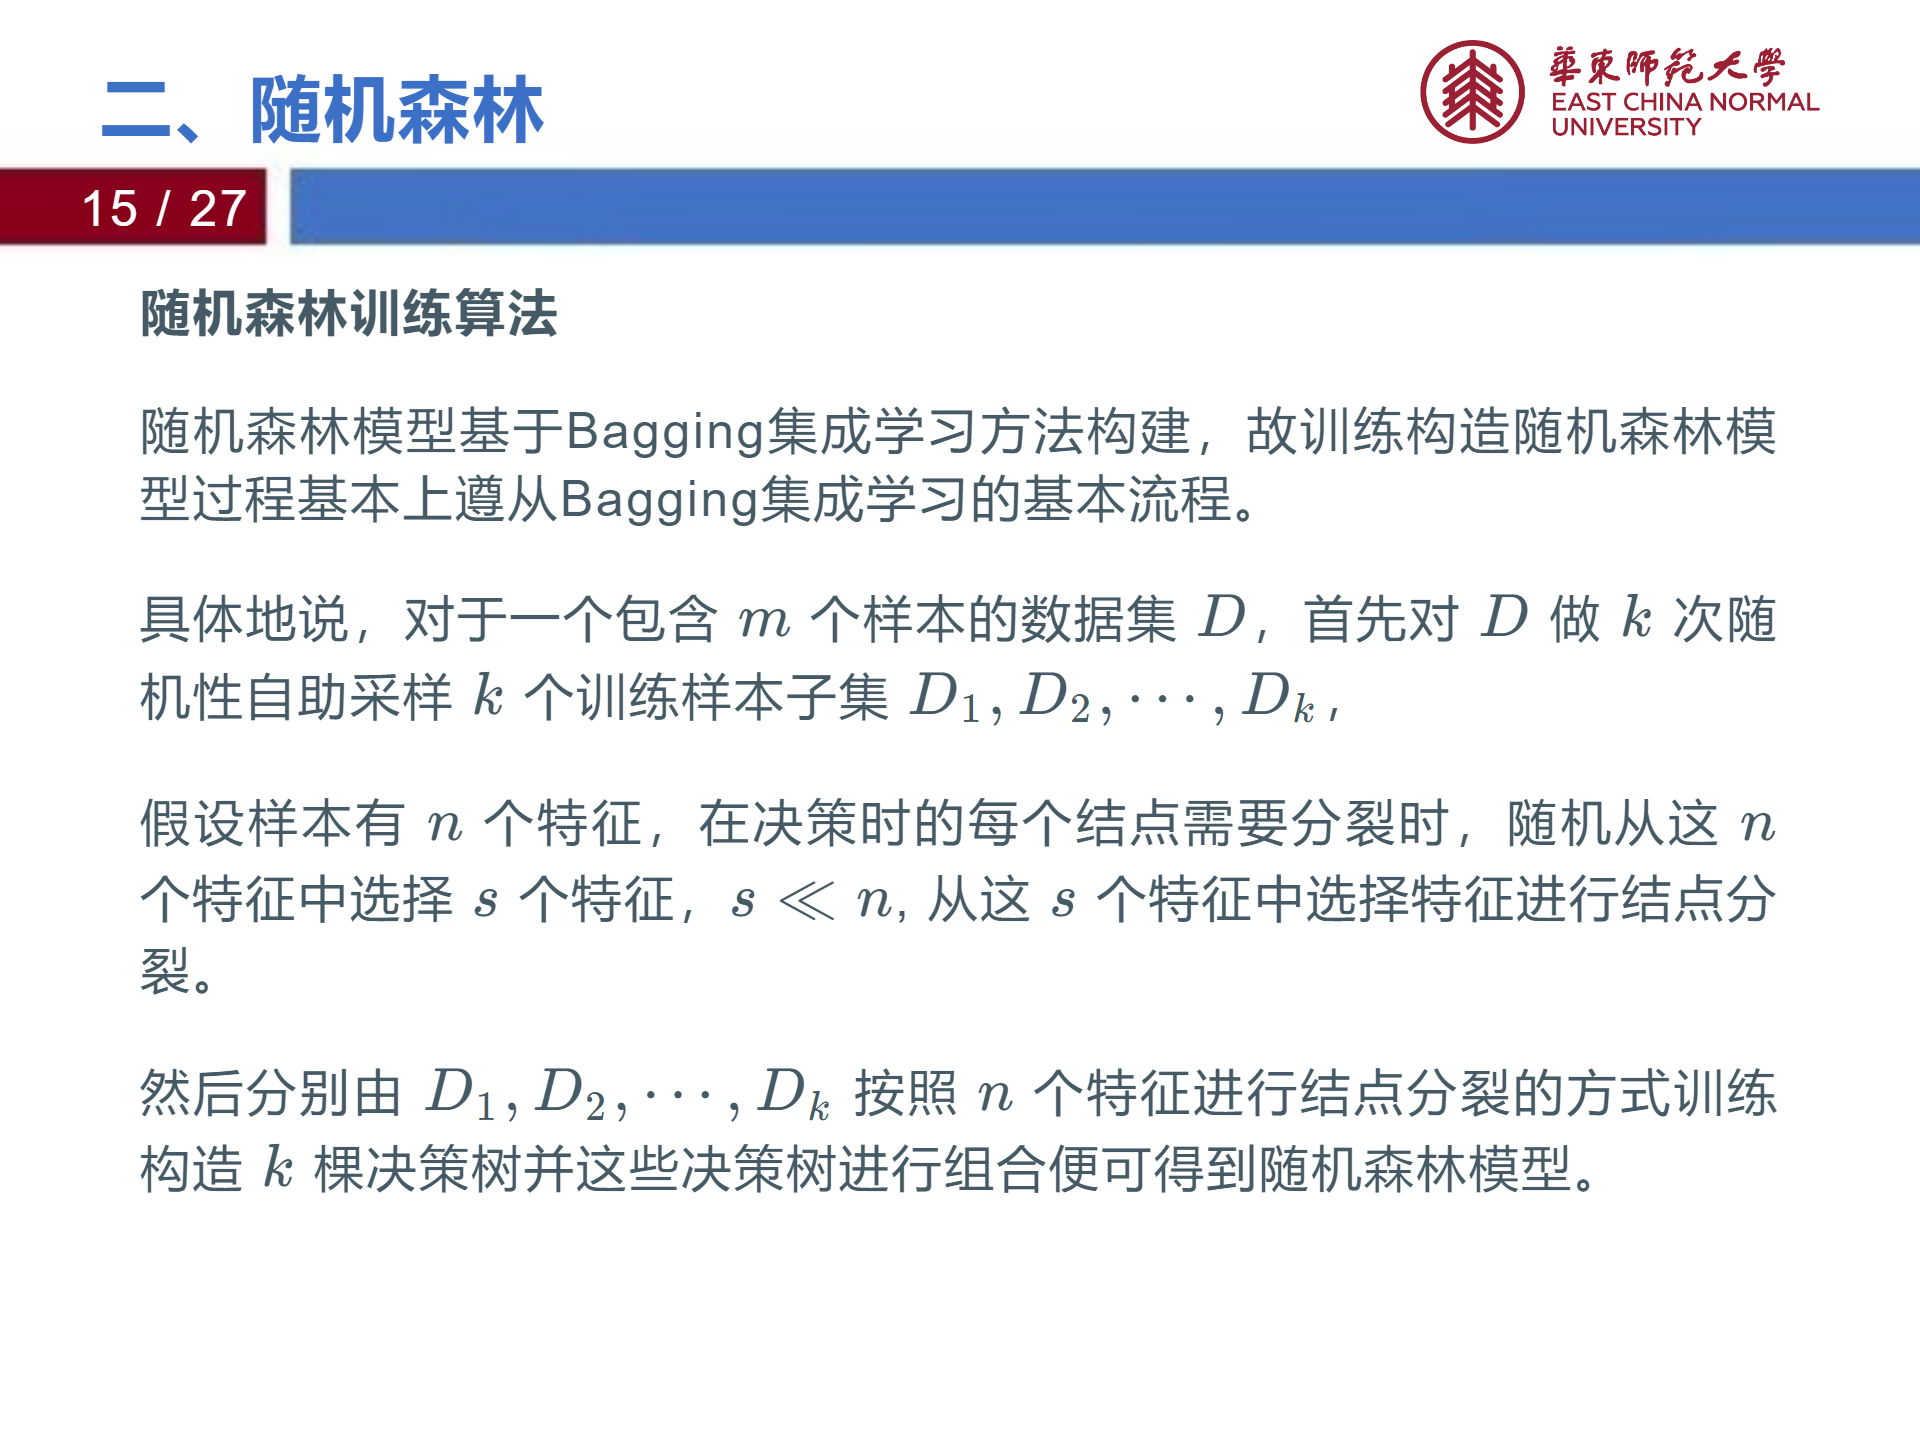 二、随机森林
華東師範大學
EAST CHINA NORMAL
UNIVERSITY
15 / 27
随机森林训练算法
随机森林模型基于Bagging集成学习方法构建，故训练构造随机森林模
型过程基本上遵从Bagging集成学习的基本流程。
具体地说，对于一个包含 m 个样本的数据集 D，首先对 D 做 k 次随
机性自助采样 k 个训练样本子集 D₁, D₂, ⋯, Dₖ，
假设样本有 n 个特征，在决策时的每个结点需要分裂时，随机从这 n
个特征中选择 s 个特征，s ≪ n, 从这 s 个特征中选择特征进行结点分
裂。
然后分别由 D₁, D₂, ⋯, Dₖ 按照 n 个特征进行结点分裂的方式训练
构造 k 棵决策树并这些决策树进行组合便可得到随机森林模型。